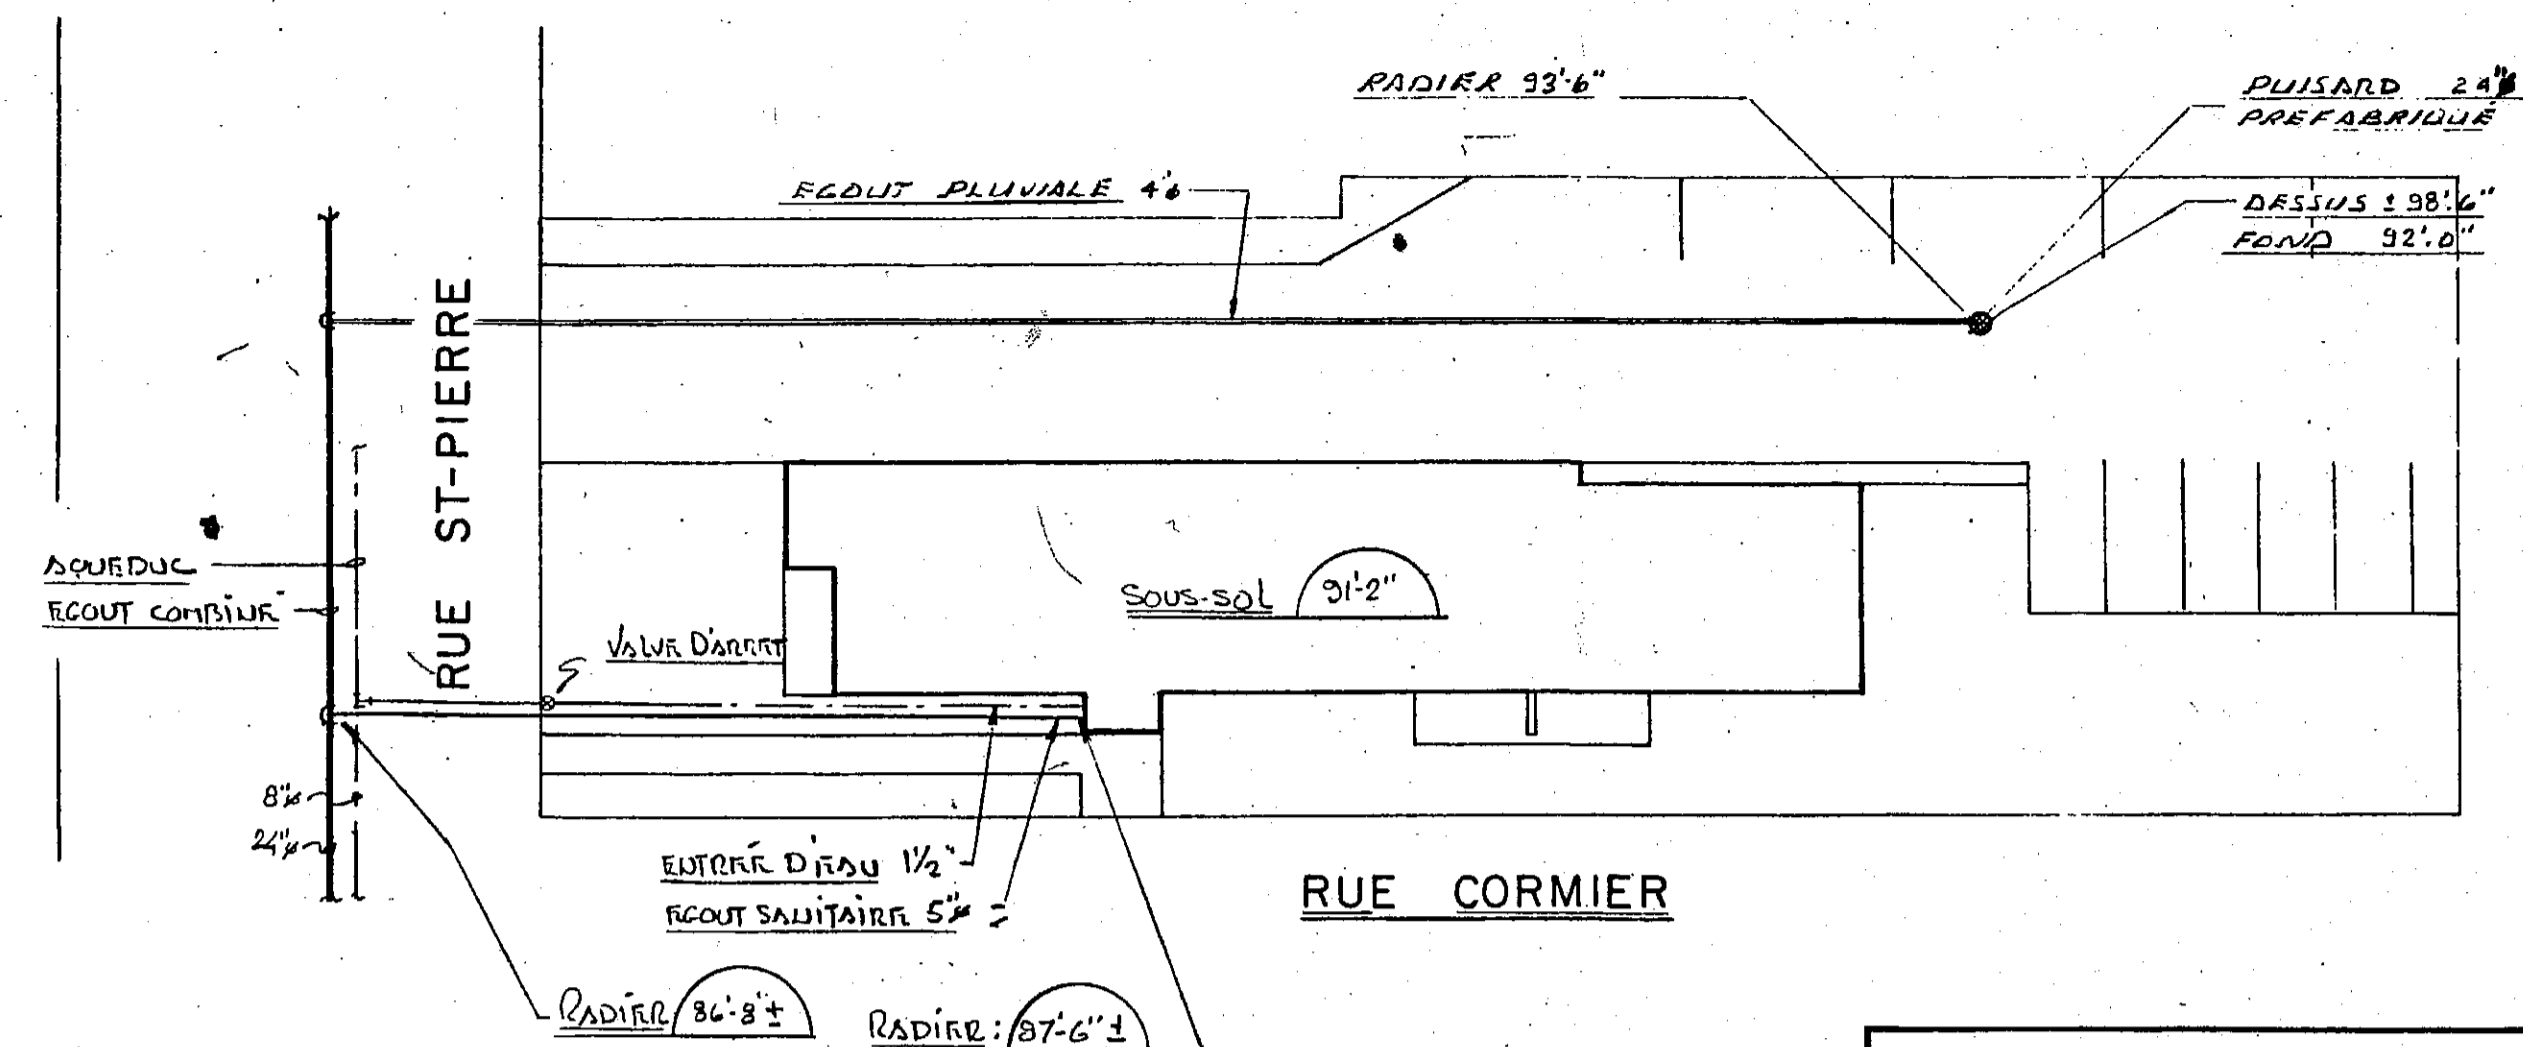 RADIER 93'-6"
PUISARD 24"ø
PREFABRIQUÉ
EGOUT PLUVIALE 4"ø
DESSUS ± 98'-6"
FOND 92'-0"
RUE ST-PIERRE
AQUEDUC
EGOUT COMBINÉ
SOUS-SOL 91'-2"
VALVE D'ARRET
8"ø
24"ø
ENTRÉE D'EAU 1½"
EGOUT SANITAIRE 5"ø
RUE CORMIER
RADIER 86'-8" ±
RADIER: 87'-6" ±